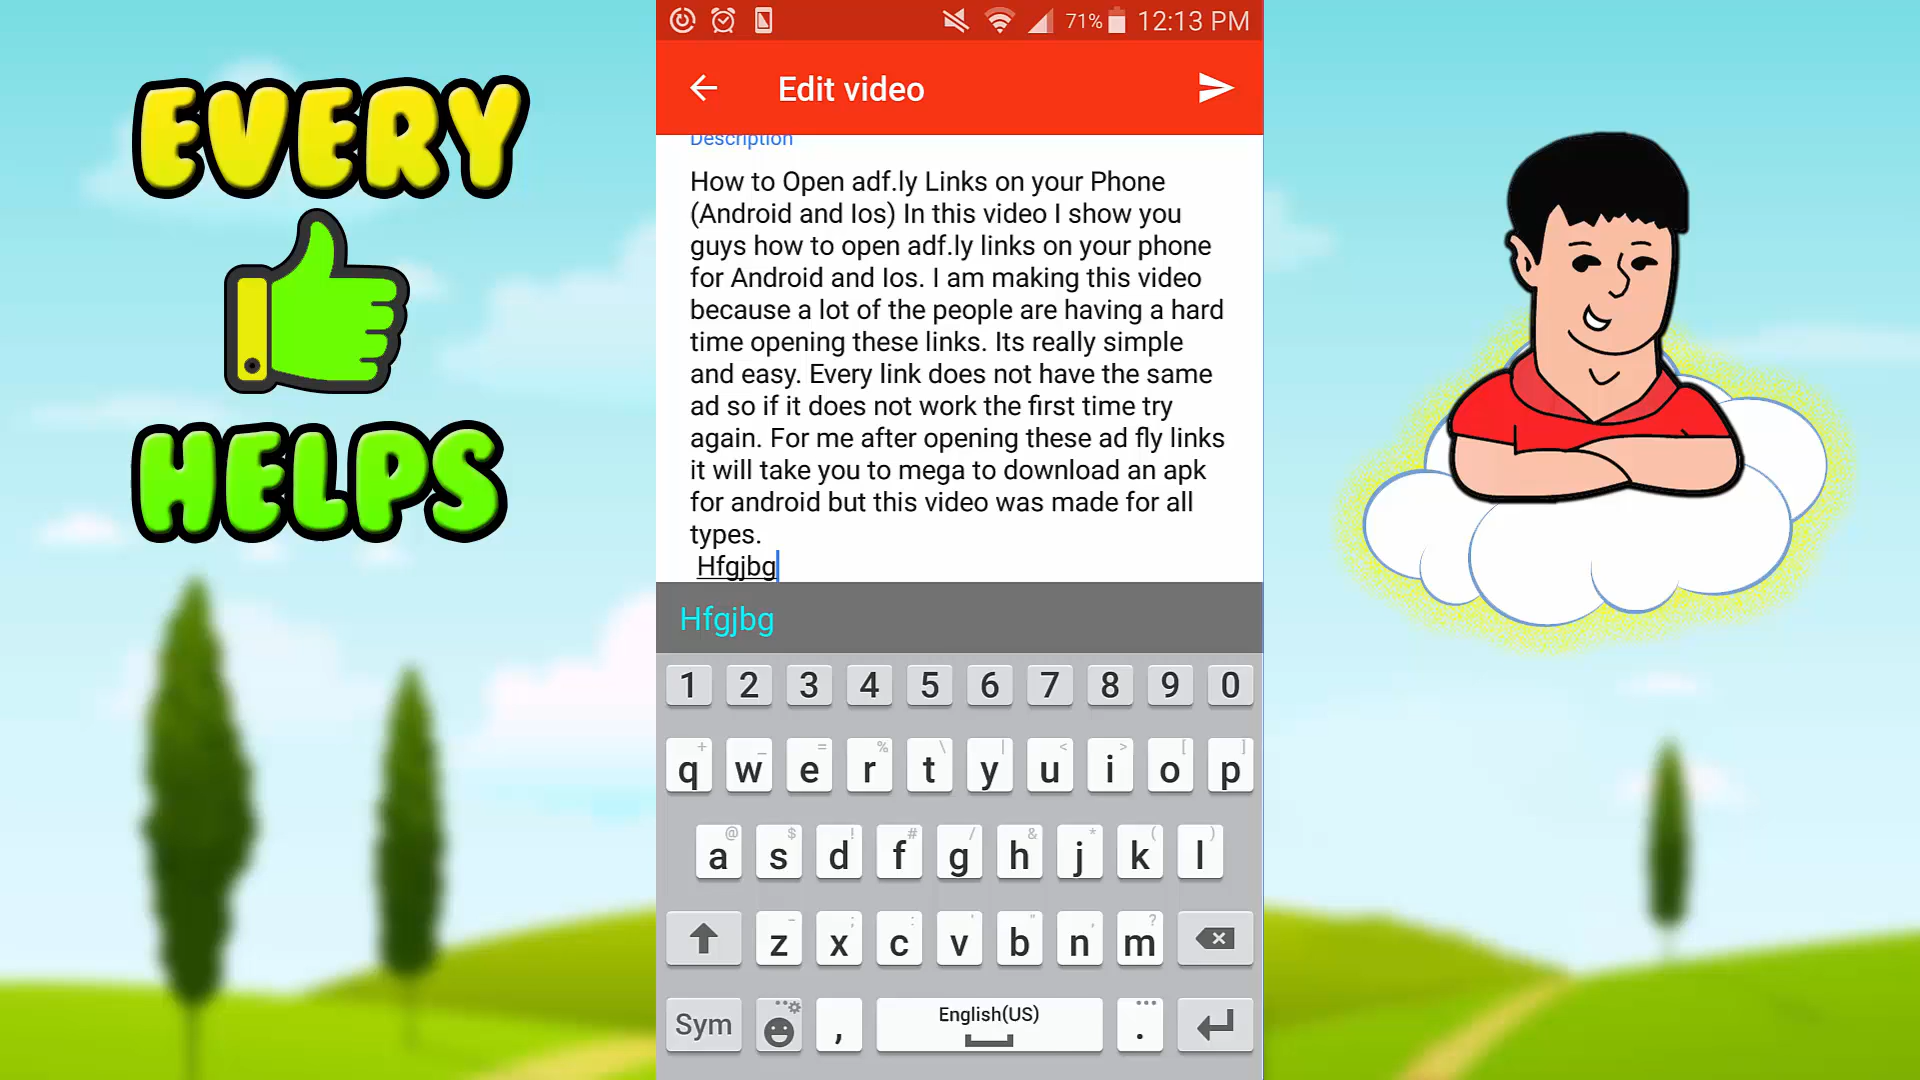 EVERY
HELPS
71% 12:13 PM
Edit video
Description
How to Open adf.ly Links on your Phone
(Android and Ios) In this video I show you
guys how to open adf.ly links on your phone
for Android and Ios. I am making this video
because a lot of the people are having a hard
time opening these links. Its really simple
and easy. Every link does not have the same
ad so if it does not work the first time try
again. For me after opening these ad fly links
it will take you to mega to download an apk
for android but this video was made for all
types.
Hfgjbg
Hfgjbg
1 2 3 4 5 6 7 8 9 0
+ _ = % \ | < > [ ]
q w e r t y u i o p
@ $ ! # / & * ( )
a s d f g h j k l
- ; : ' " , ?
z x c v b n m
Sym , English(US) .